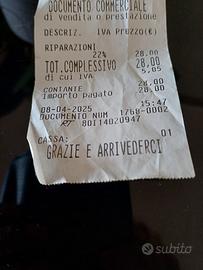 DOCUMENTO COMMERCIALE
di vendita o prestazione
DESCRIZ. IVA PREZZO(€)
RIPARAZIONI
22% 28,00
TOT.COMPLESSIVO 28,00
di cui IVA 5,05
CONTANTE 28,00
Importo pagato 28,00
08-04-2025 15:47
DOCUMENTO NUM 1768-0002
RT 80I14020947
CASSA: 01
GRAZIE E ARRIVEDERCI
subito